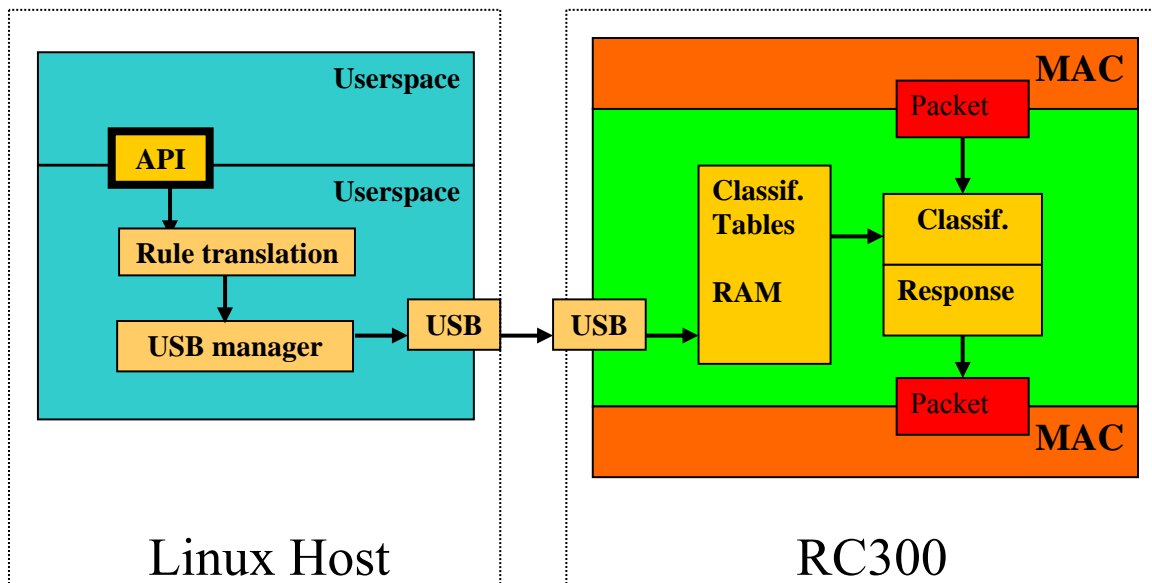 Userspace
API
Userspace
Rule translation
USB manager
USB
Linux Host
MAC
Packet
Classif.
Tables
RAM
Classif.
Response
USB
Packet
MAC
RC300